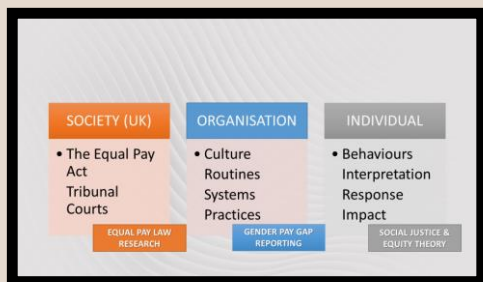 SOCIETY (UK)
• The Equal Pay
Act
Tribunal
Courts
EQUAL PAY LAW
RESEARCH
ORGANISATION
• Culture
Routines
Systems
Practices
GENDER PAY GAP
REPORTING
INDIVIDUAL
• Behaviours
Interpretation
Response
Impact
SOCIAL JUSTICE &
EQUITY THEORY